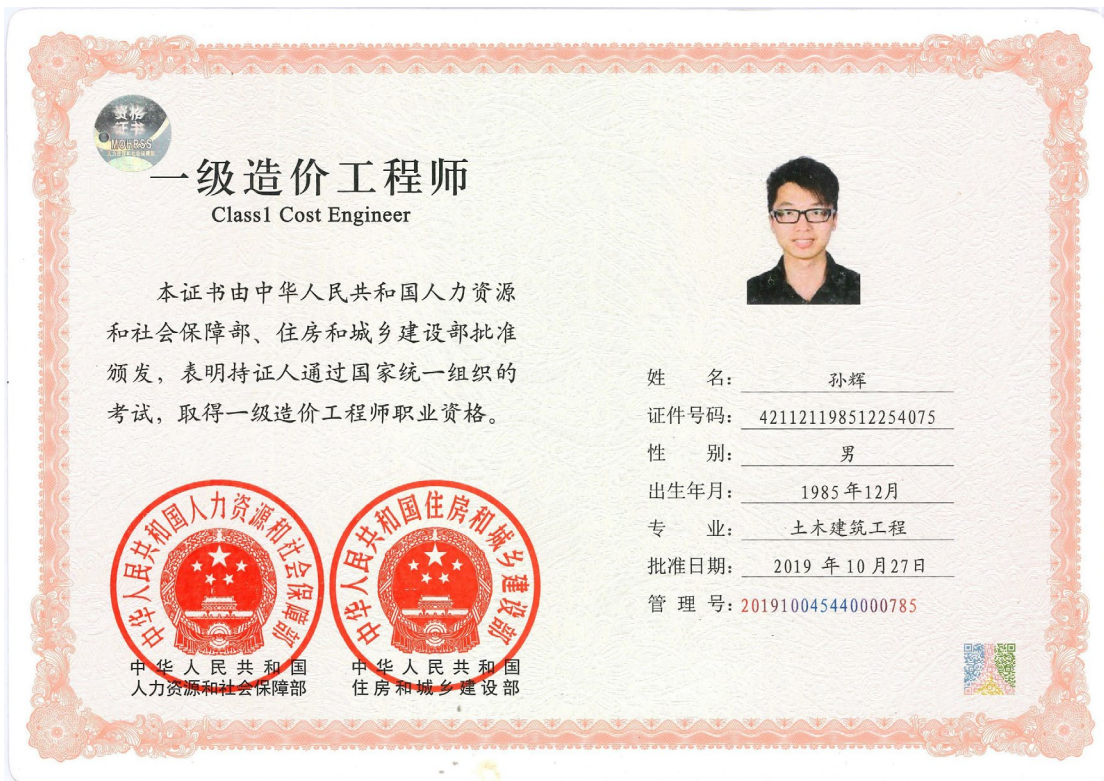 资格
证书
MOHRSS
一级造价工程师
Class1 Cost Engineer
本证书由中华人民共和国人力资源
和社会保障部、住房和城乡建设部批准
颁发，表明持证人通过国家统一组织的
考试，取得一级造价工程师职业资格。
中华人民共和国人力资源和社会保障部
中华人民共和国住房和城乡建设部
中华人民共和国
人力资源和社会保障部
中华人民共和国
住房和城乡建设部
姓 名： 孙辉
证件号码： 421121198512254075
性 别： 男
出生年月： 1985年12月
专 业： 土木建筑工程
批准日期： 2019 年 10 月 27日
管 理 号：201910045440000785